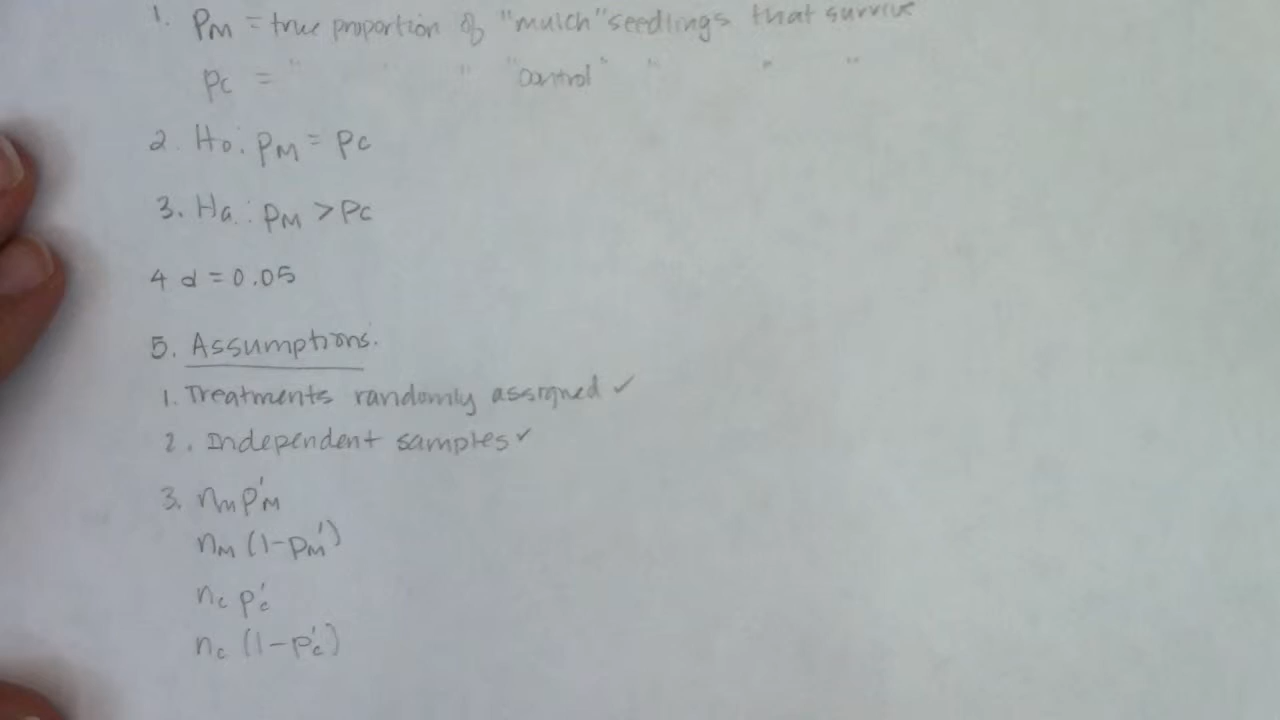 1. PM = true proportion of "mulch" seedlings that survive
pc = " " " "control" " " "
2. Ho: pM = pc
3. Ha: pM > pc
4 α = 0.05
5. Assumptions.
1. Treatments randomly assigned ✓
2. Independent samples ✓
3. nM p'M
nM (1-pM')
nc p'c
nc (1-p'c)